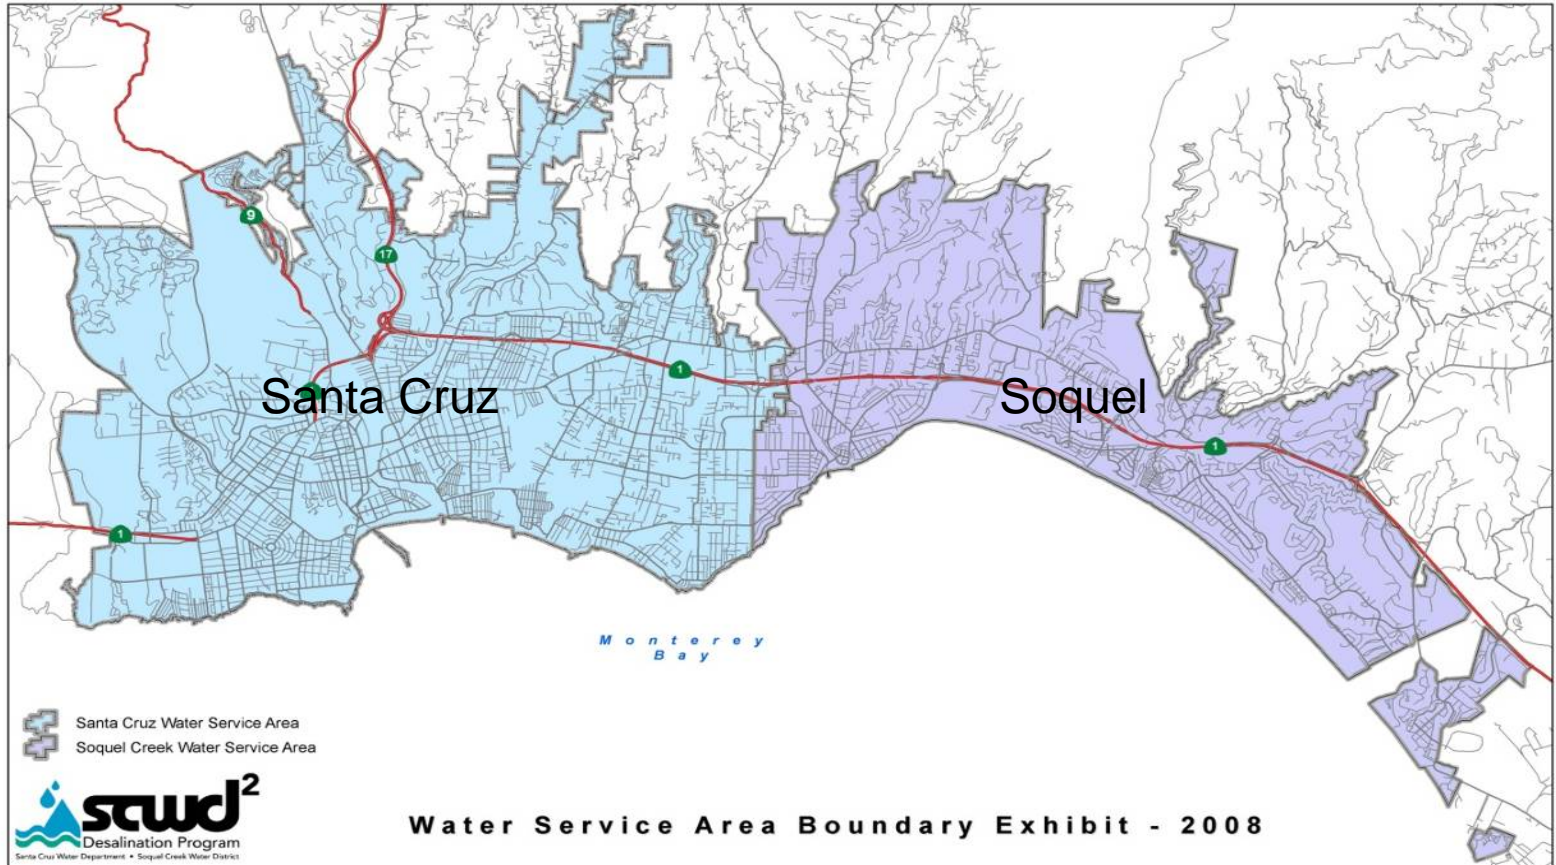 9
17
1
Santa Cruz
Soquel
1
1
Monterey
Bay
Santa Cruz Water Service Area
Soquel Creek Water Service Area
scwd2
Desalination Program
Santa Cruz Water Department • Soquel Creek Water District
Water Service Area Boundary Exhibit - 2008